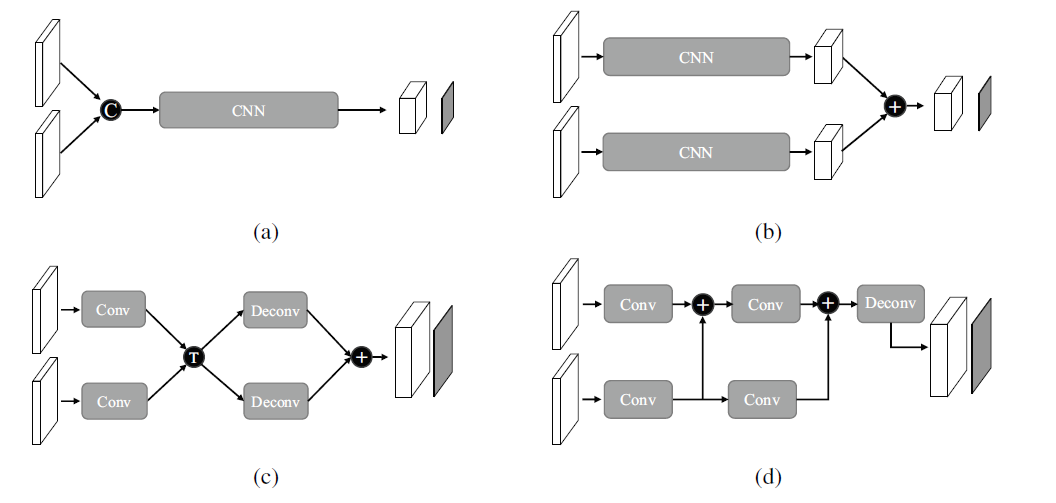 C
CNN
CNN
CNN
+
(a)
(b)
Conv
Conv
T
Deconv
Deconv
+
Conv
+
Conv
+
Deconv
Conv
Conv
(c)
(d)